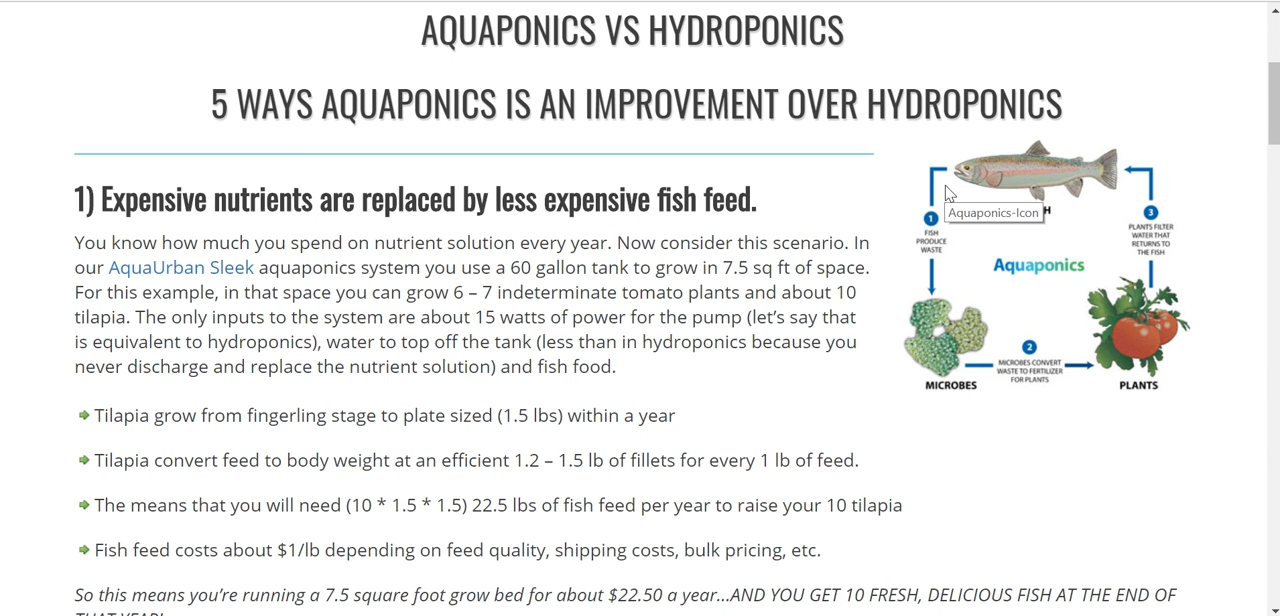 AQUAPONICS VS HYDROPONICS
5 WAYS AQUAPONICS IS AN IMPROVEMENT OVER HYDROPONICS
1) Expensive nutrients are replaced by less expensive fish feed.
You know how much you spend on nutrient solution every year. Now consider this scenario. In
our AquaUrban Sleek aquaponics system you use a 60 gallon tank to grow in 7.5 sq ft of space.
For this example, in that space you can grow 6 – 7 indeterminate tomato plants and about 10
tilapia. The only inputs to the system are about 15 watts of power for the pump (let’s say that
is equivalent to hydroponics), water to top off the tank (less than in hydroponics because you
never discharge and replace the nutrient solution) and fish food.
Tilapia grow from fingerling stage to plate sized (1.5 lbs) within a year
Tilapia convert feed to body weight at an efficient 1.2 – 1.5 lb of fillets for every 1 lb of feed.
The means that you will need (10 * 1.5 * 1.5) 22.5 lbs of fish feed per year to raise your 10 tilapia
Fish feed costs about $1/lb depending on feed quality, shipping costs, bulk pricing, etc.
So this means you’re running a 7.5 square foot grow bed for about $22.50 a year...AND YOU GET 10 FRESH, DELICIOUS FISH AT THE END OF
Aquaponics-Icon
H
1
FISH
PRODUCE
WASTE
3
PLANTS FILTER
WATER THAT
RETURNS TO
THE FISH
Aquaponics
2
MICROBES CONVERT
WASTE TO FERTILIZER
FOR PLANTS
MICROBES
PLANTS